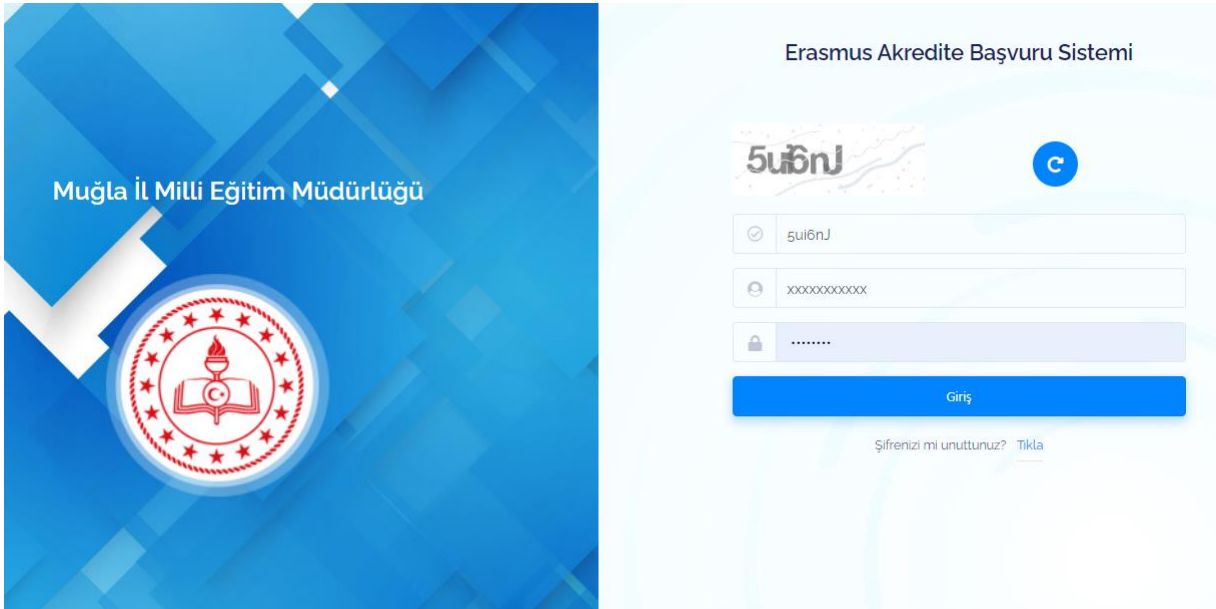 Muğla İl Milli Eğitim Müdürlüğü
Erasmus Akredite Başvuru Sistemi
5ui6nJ
5ui6nJ
xxxxxxxxxxx
••••••••
Giriş
Şifrenizi mi unuttunuz? Tıkla